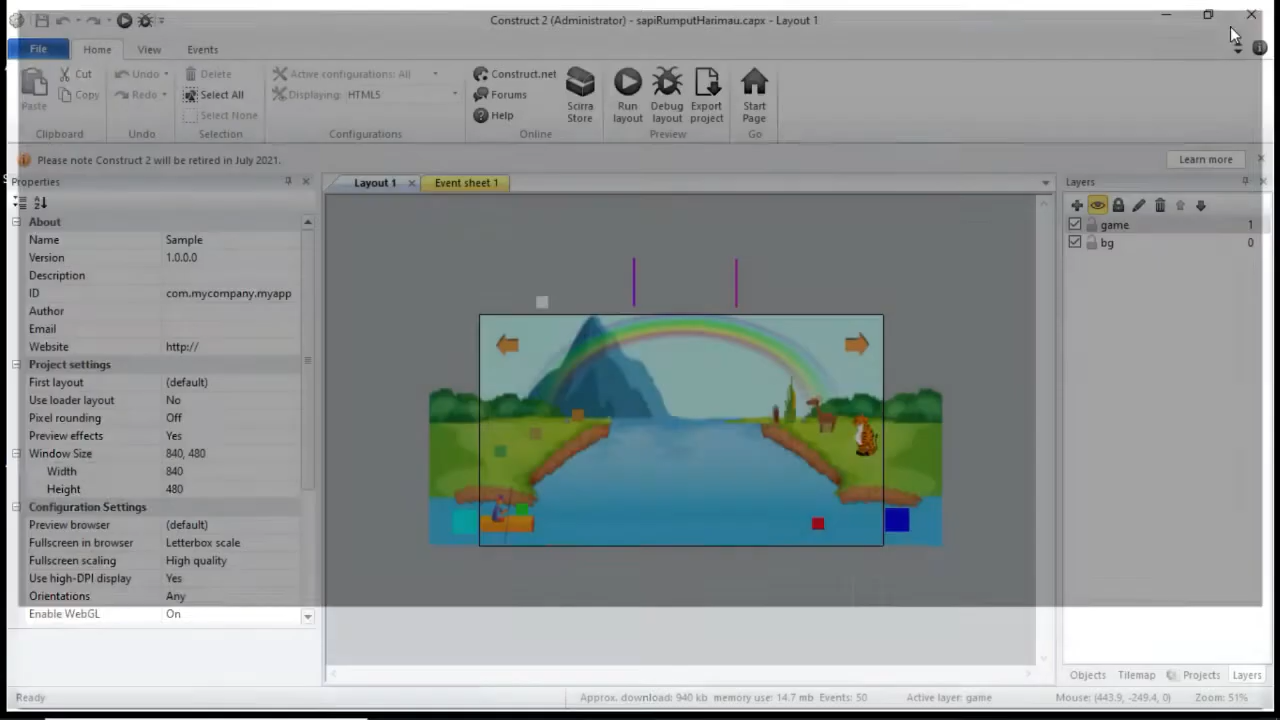 Construct 2 (Administrator) - sapiRumputHarimau.capx - Layout 1
File Home View Events
Paste Cut Copy Clipboard
Undo Redo Undo
Delete Select All Select None Selection
Active configurations: All
Displaying: HTML5
Configurations
Construct.net Forums Help Scirra Store Online
Run layout Debug layout Export project Preview
Start Page Go
Please note Construct 2 will be retired in July 2021. Learn more
Properties
About
Name Sample
Version 1.0.0.0
Description
ID com.mycompany.myapp
Author
Email
Website http://
Project settings
First layout (default)
Use loader layout No
Pixel rounding Off
Preview effects Yes
Window Size 840, 480
Width 840
Height 480
Configuration Settings
Preview browser (default)
Fullscreen in browser Letterbox scale
Fullscreen scaling High quality
Use high-DPI display Yes
Orientations Any
Enable WebGL On
Layout 1 Event sheet 1
Layers
game 1
bg 0
Objects Tilemap Projects Layers
Ready Approx. download: 940 kb memory use: 14.7 mb Events: 50 Active layer: game Mouse: (443.9, -249.4, 0) Zoom: 51%